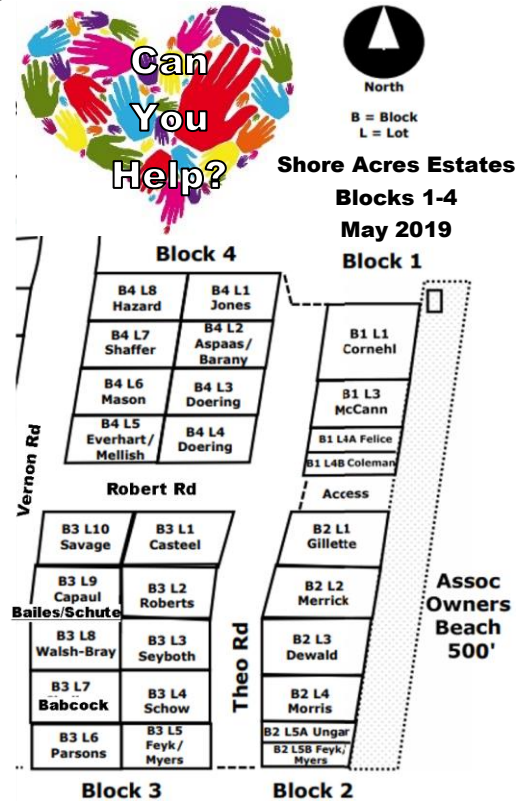 Can
You
Help?
North
B = Block
L = Lot
Shore Acres Estates
Blocks 1-4
May 2019
Block 4
Block 1
B4 L8
Hazard
B4 L1
Jones
B4 L7
Shaffer
B4 L2
Aspaas/
Barany
B4 L6
Mason
B4 L3
Doering
B4 L5
Everhart/
Mellish
B4 L4
Doering
B1 L1
Cornehl
B1 L3
McCann
B1 L4A Felice
B1 L4B Coleman
Access
Vernon Rd
Robert Rd
B3 L10
Savage
B3 L1
Casteel
B3 L9
Capaul
Bailes/Schute
B3 L2
Roberts
B3 L8
Walsh-Bray
B3 L3
Seyboth
B3 L7
Babcock
B3 L4
Schow
B3 L6
Parsons
B3 L5
Feyk/
Myers
Theo Rd
B2 L1
Gillette
B2 L2
Merrick
B2 L3
Dewald
B2 L4
Morris
B2 L5A Ungar
B2 L5B Feyk/
Myers
Assoc
Owners
Beach
500'
Block 3
Block 2